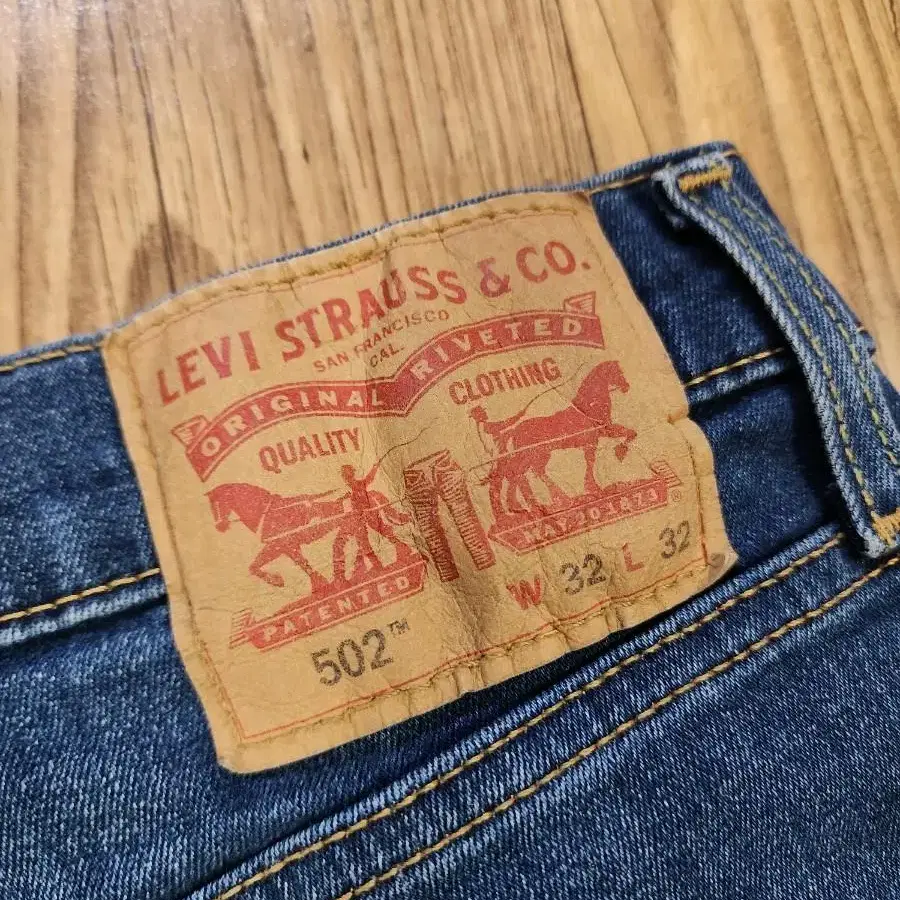 LEVI STRAUSS & CO.
SAN FRANCISCO
CAL.
ORIGINAL RIVETED
QUALITY CLOTHING
MAY 20 1873 ®
PATENTED
W 32 L 32
502™